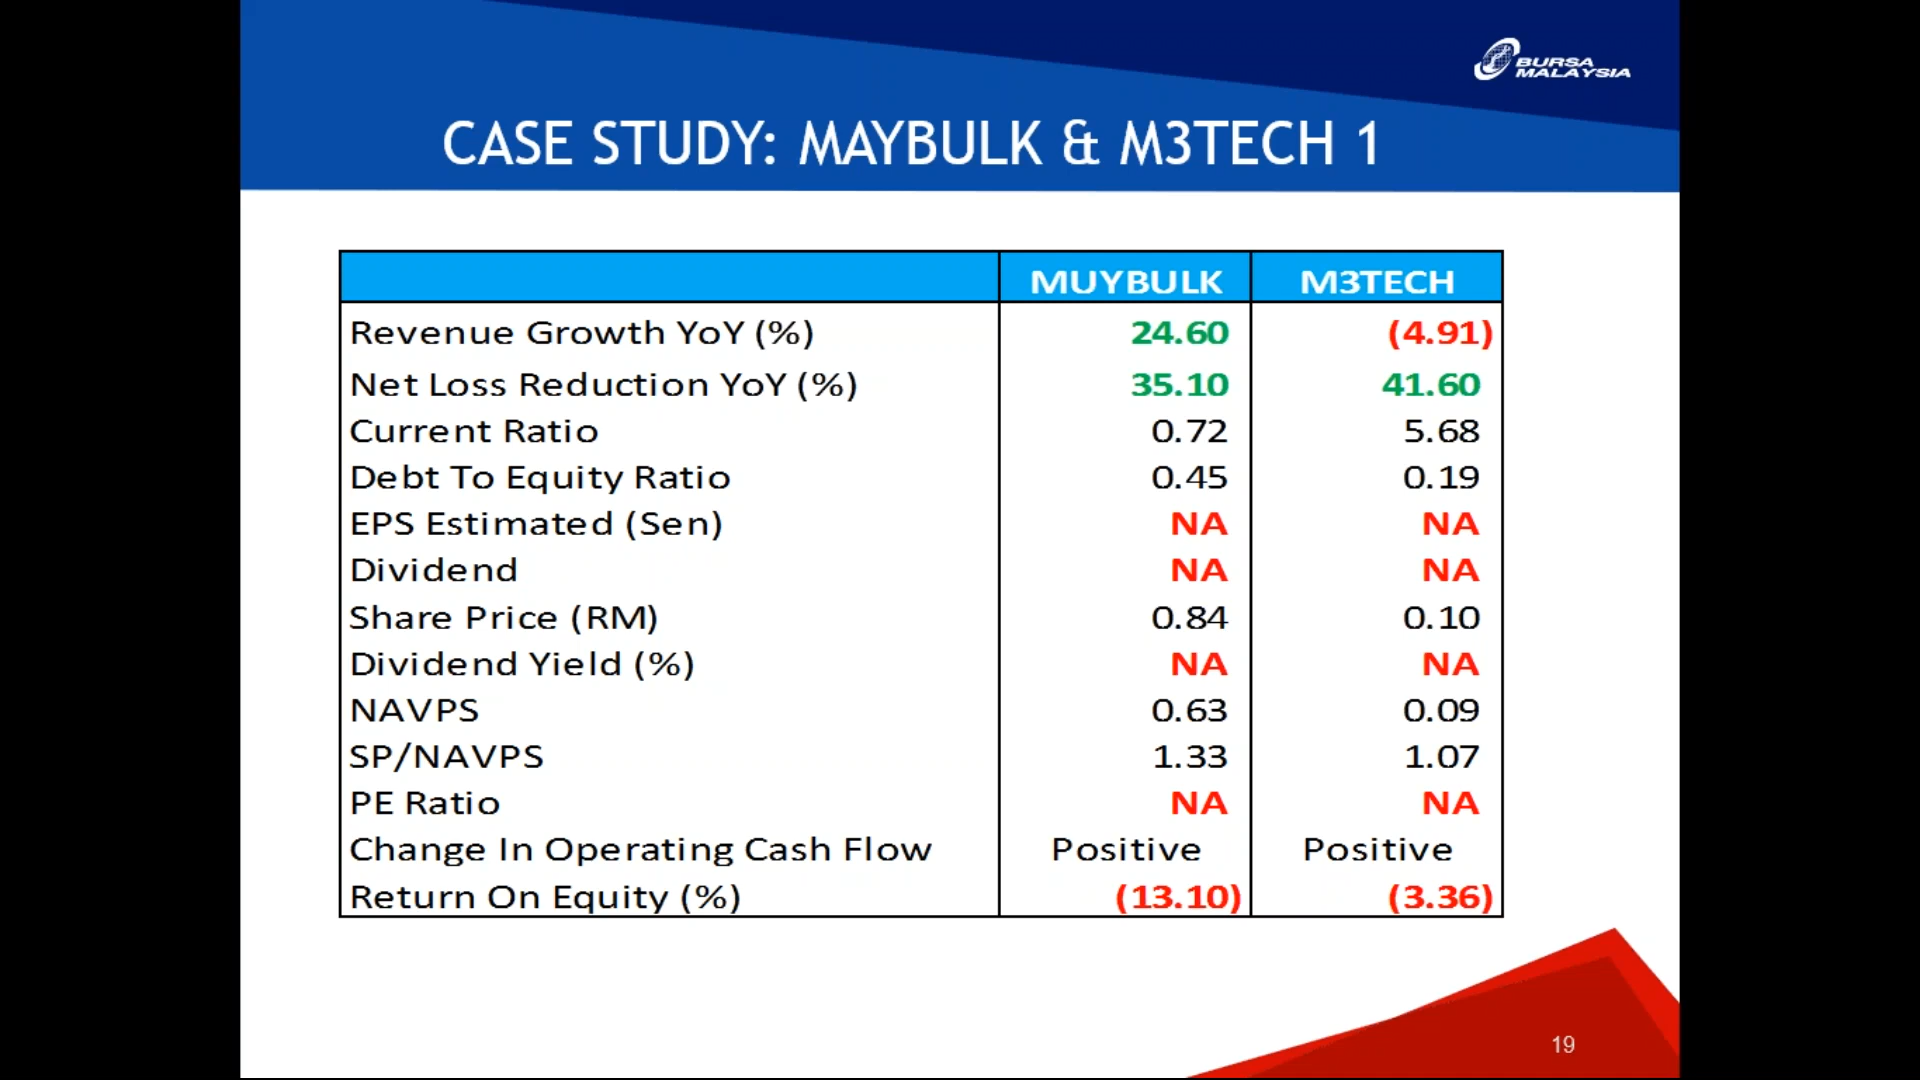 BURSA
MALAYSIA
CASE STUDY: MAYBULK & M3TECH 1
MUYBULK M3TECH
Revenue Growth YoY (%) 24.60 (4.91)
Net Loss Reduction YoY (%) 35.10 41.60
Current Ratio 0.72 5.68
Debt To Equity Ratio 0.45 0.19
EPS Estimated (Sen) NA NA
Dividend NA NA
Share Price (RM) 0.84 0.10
Dividend Yield (%) NA NA
NAVPS 0.63 0.09
SP/NAVPS 1.33 1.07
PE Ratio NA NA
Change In Operating Cash Flow Positive Positive
Return On Equity (%) (13.10) (3.36)
19